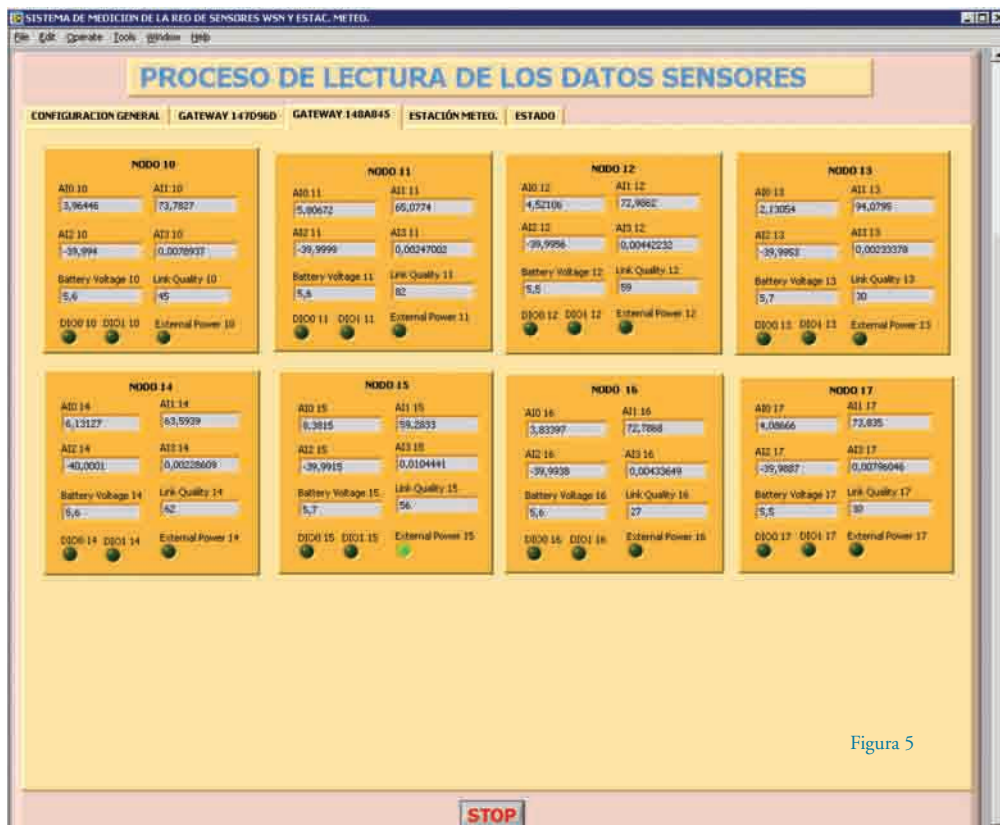 SISTEMA DE MEDICION DE LA RED DE SENSORES WSN Y ESTAC. METEO.
File Edit Operate Tools Window Help
PROCESO DE LECTURA DE LOS DATOS SENSORES
CONFIGURACION GENERAL GATEWAY 147D96D GATEWAY 148A845 ESTACIÓN METEO. ESTADO
NODO 10
AI0 10 AI1 10
3,96446 73,7827
AI2 10 AI3 10
-39,994 0,0078937
Battery Voltage 10 Link Quality 10
5,6 45
DIO0 10 DIO1 10 External Power 10
NODO 11
AI0 11 AI1 11
5,80672 65,0774
AI2 11 AI3 11
-39,9999 0,00247002
Battery Voltage 11 Link Quality 11
5,6 82
DIO0 11 DIO1 11 External Power 11
NODO 12
AI0 12 AI1 12
4,52106 72,9862
AI2 12 AI3 12
-39,9956 0,00442232
Battery Voltage 12 Link Quality 12
5,5 59
DIO0 12 DIO1 12 External Power 12
NODO 13
AI0 13 AI1 13
2,13054 94,0795
AI2 13 AI3 13
-39,9953 0,00233378
Battery Voltage 13 Link Quality 13
5,7 30
DIO0 13 DIO1 13 External Power 13
NODO 14
AI0 14 AI1 14
6,13127 63,5939
AI2 14 AI3 14
-40,0001 0,00228609
Battery Voltage 14 Link Quality 14
5,6 62
DIO0 14 DIO1 14 External Power 14
NODO 15
AI0 15 AI1 15
59,2833
AI2 15 AI3 15
-39,9915 0,0104441
Battery Voltage 15 Link Quality 15
5,7 56
DIO0 15 DIO1 15 External Power 15
NODO 16
AI0 16 AI1 16
3,83397 72,7868
AI2 16 AI3 16
-39,9938 0,00433649
Battery Voltage 16 Link Quality 16
5,6 27
DIO0 16 DIO1 16 External Power 16
NODO 17
AI0 17 AI1 17
4,08666 73,835
AI2 17 AI3 17
-39,9887 0,00796046
Battery Voltage 17 Link Quality 17
5,5 30
DIO0 17 DIO1 17 External Power 17
Figura 5
STOP